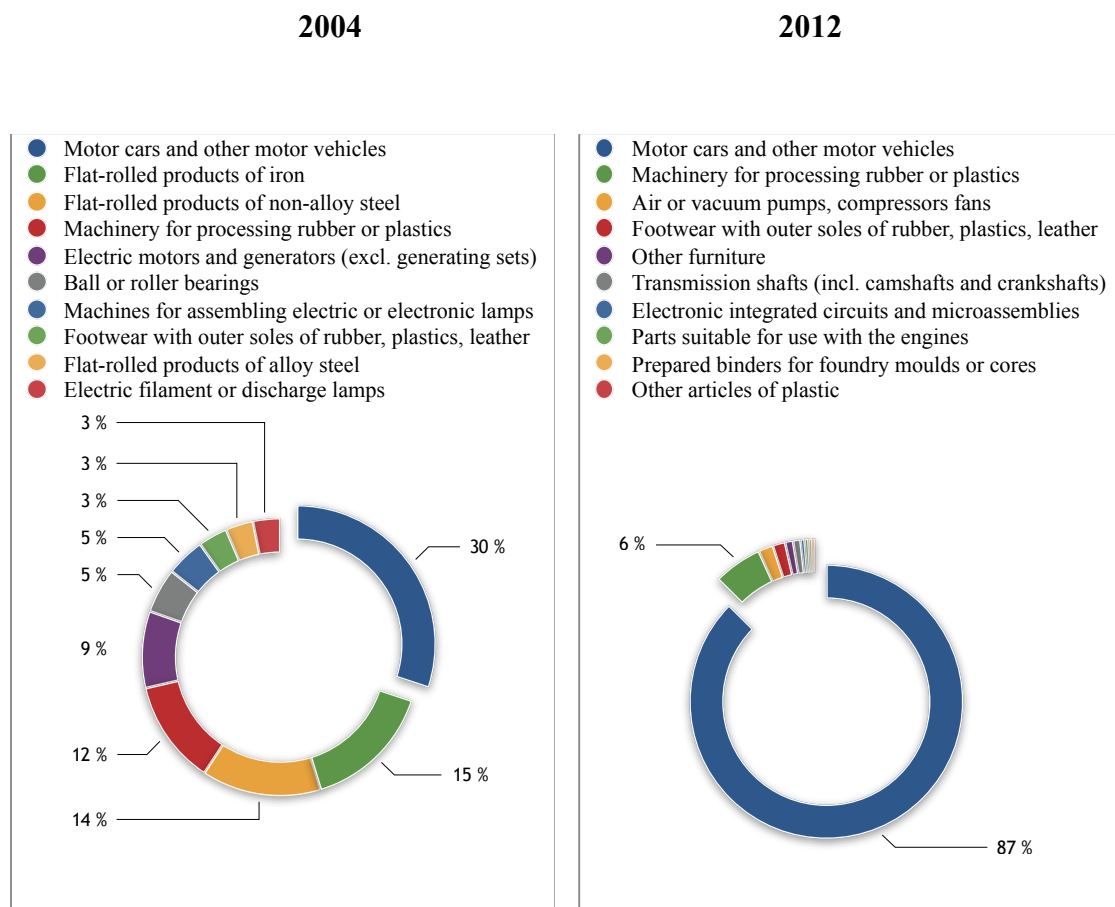 2004
2012
Motor cars and other motor vehicles
Flat-rolled products of iron
Flat-rolled products of non-alloy steel
Machinery for processing rubber or plastics
Electric motors and generators (excl. generating sets)
Ball or roller bearings
Machines for assembling electric or electronic lamps
Footwear with outer soles of rubber, plastics, leather
Flat-rolled products of alloy steel
Electric filament or discharge lamps
3 %
3 %
3 %
5 %
5 %
9 %
12 %
14 %
30 %
15 %
Motor cars and other motor vehicles
Machinery for processing rubber or plastics
Air or vacuum pumps, compressors fans
Footwear with outer soles of rubber, plastics, leather
Other furniture
Transmission shafts (incl. camshafts and crankshafts)
Electronic integrated circuits and microassemblies
Parts suitable for use with the engines
Prepared binders for foundry moulds or cores
Other articles of plastic
6 %
87 %